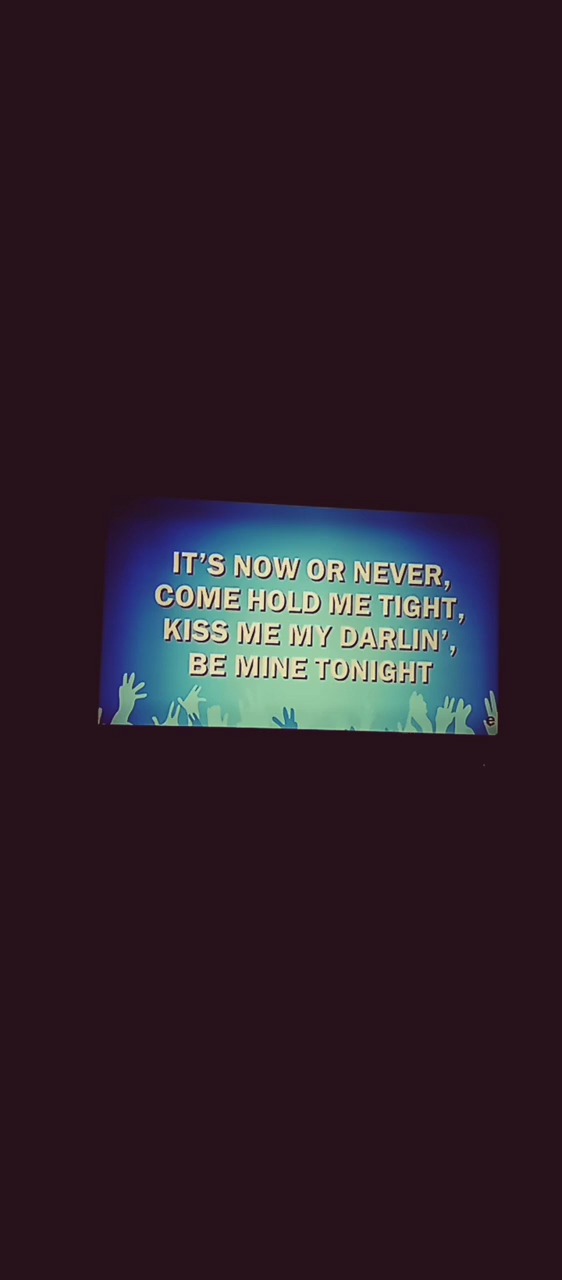 IT'S NOW OR NEVER,
COME HOLD ME TIGHT,
KISS ME MY DARLIN',
BE MINE TONIGHT
e